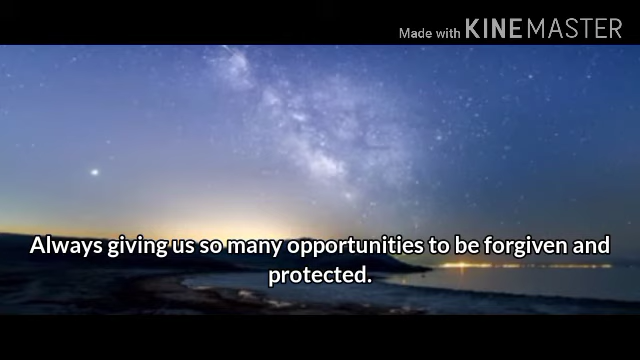 Made with KINEMASTER
Always giving us so many opportunities to be forgiven and
protected.